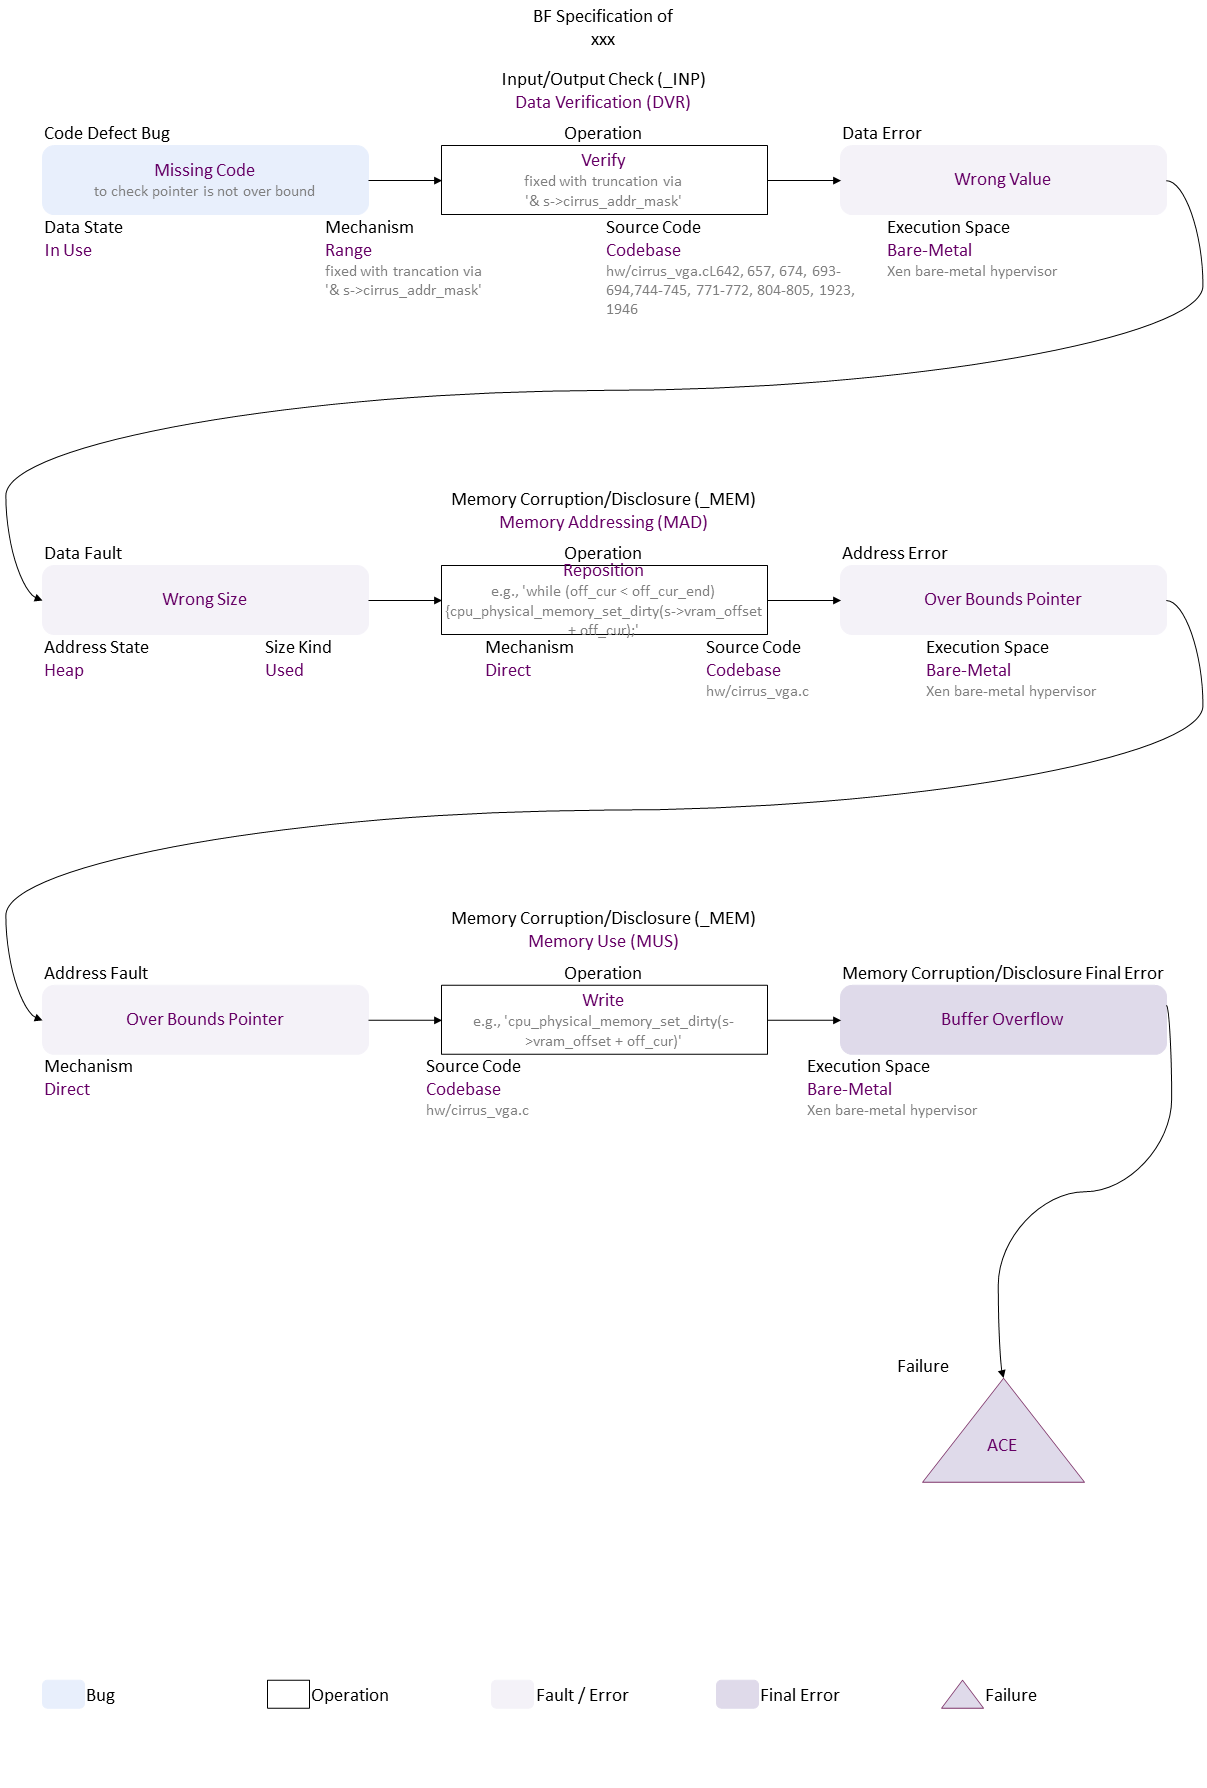 BF Specification of
xxx
Input/Output Check (_INP)
Data Verification (DVR)
Code Defect Bug
Operation
Data Error
Missing Code
to check pointer is not over bound
Verify
fixed with truncation via
'& s->cirrus_addr_mask'
Wrong Value
Data State
In Use
Mechanism
Range
fixed with trancation via
'& s->cirrus_addr_mask'
Source Code
Codebase
hw/cirrus_vga.cL642, 657, 674, 693-
694,744-745, 771-772, 804-805, 1923,
1946
Execution Space
Bare-Metal
Xen bare-metal hypervisor
Memory Corruption/Disclosure (_MEM)
Memory Addressing (MAD)
Data Fault
Operation
Address Error
Wrong Size
Reposition
e.g., 'while (off_cur < off_cur_end)
{cpu_physical_memory_set_dirty(s->vram_offset
+ off_cur);'
Over Bounds Pointer
Address State
Heap
Size Kind
Used
Mechanism
Direct
Source Code
Codebase
hw/cirrus_vga.c
Execution Space
Bare-Metal
Xen bare-metal hypervisor
Memory Corruption/Disclosure (_MEM)
Memory Use (MUS)
Address Fault
Operation
Memory Corruption/Disclosure Final Error
Over Bounds Pointer
Write
e.g., 'cpu_physical_memory_set_dirty(s-
>vram_offset + off_cur)'
Buffer Overflow
Mechanism
Direct
Source Code
Codebase
hw/cirrus_vga.c
Execution Space
Bare-Metal
Xen bare-metal hypervisor
Failure
ACE
Bug
Operation
Fault / Error
Final Error
Failure